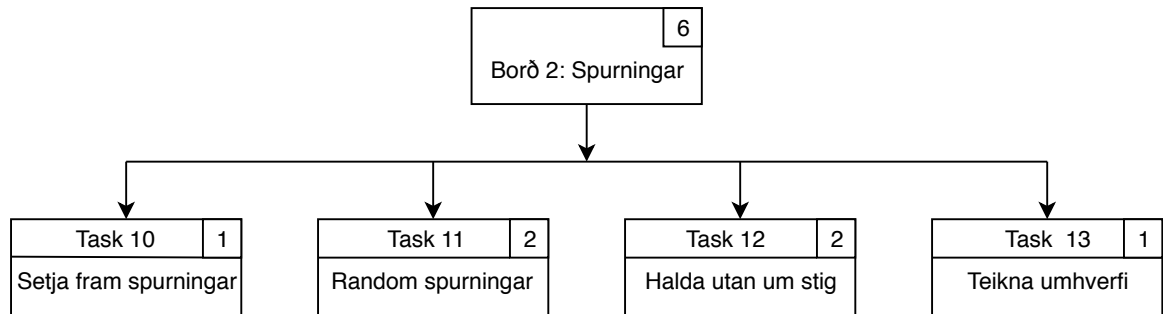 6
Borð 2: Spurningar
Task 10 1
Setja fram spurningar
Task 11 2
Random spurningar
Task 12 2
Halda utan um stig
Task 13 1
Teikna umhverfi